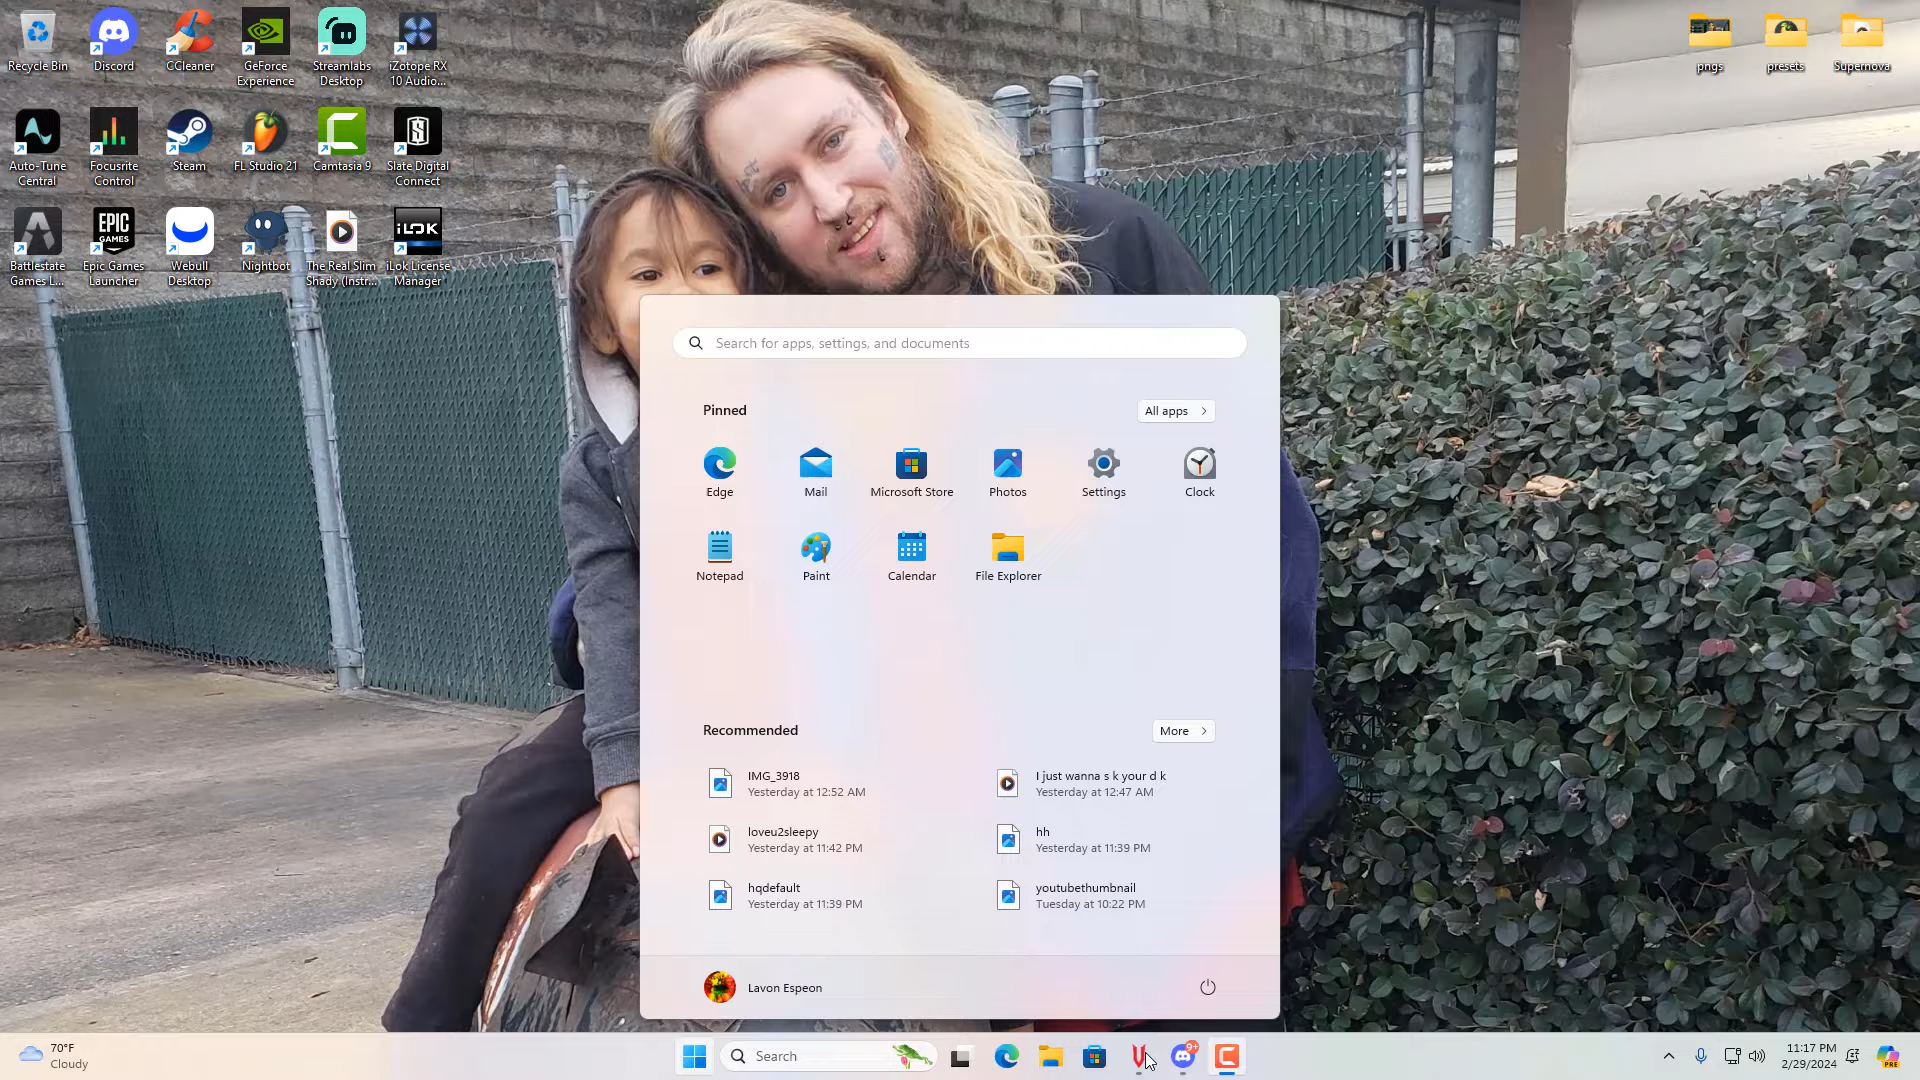 Recycle Bin
Discord
CCleaner
GeForce
Experience
Streamlabs
Desktop
iZotope RX
10 Audio...
pngs
presets
Supernova
Auto-Tune
Central
Focusrite
Control
Steam
FL Studio 21
Camtasia 9
Slate Digital
Connect
EPIC
GAMES
iLOK
Battlestate
Games L...
Epic Games
Launcher
Webull
Desktop
Nightbot
The Real Slim
Shady (Instr...
iLok License
Manager
Search for apps, settings, and documents
Pinned
All apps
Edge
Mail
Microsoft Store
Photos
Settings
Clock
Notepad
Paint
Calendar
File Explorer
Recommended
More
IMG_3918
Yesterday at 12:52 AM
I just wanna s k your d k
Yesterday at 12:47 AM
loveu2sleepy
Yesterday at 11:42 PM
hh
Yesterday at 11:39 PM
hqdefault
Yesterday at 11:39 PM
youtubethumbnail
Tuesday at 10:22 PM
Lavon Espeon
70°F
Cloudy
Search
9+
11:17 PM
2/29/2024
PRE